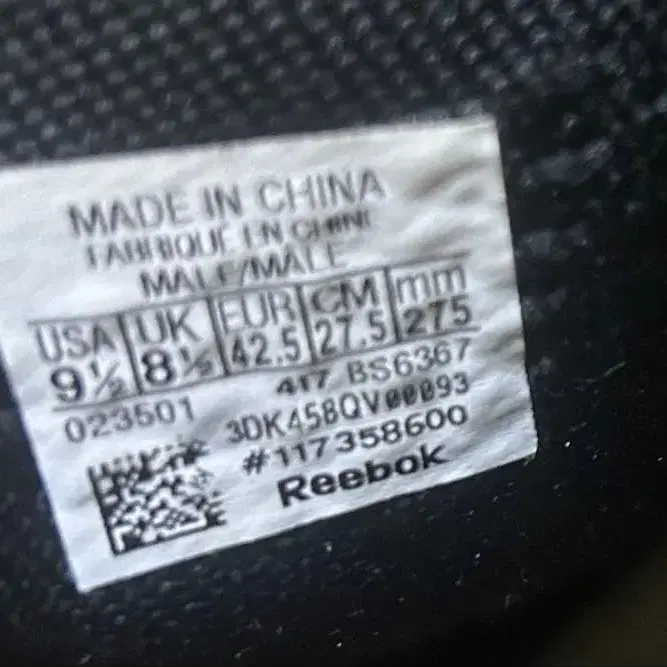 MADE IN CHINA
FABRIQUE EN CHINE
MALE/MALE
USA UK EUR CM mm
9½ 8½ 42.5 27.5 275
417 BS6367
023501 3DK458QV00093
#117358600
Reebok